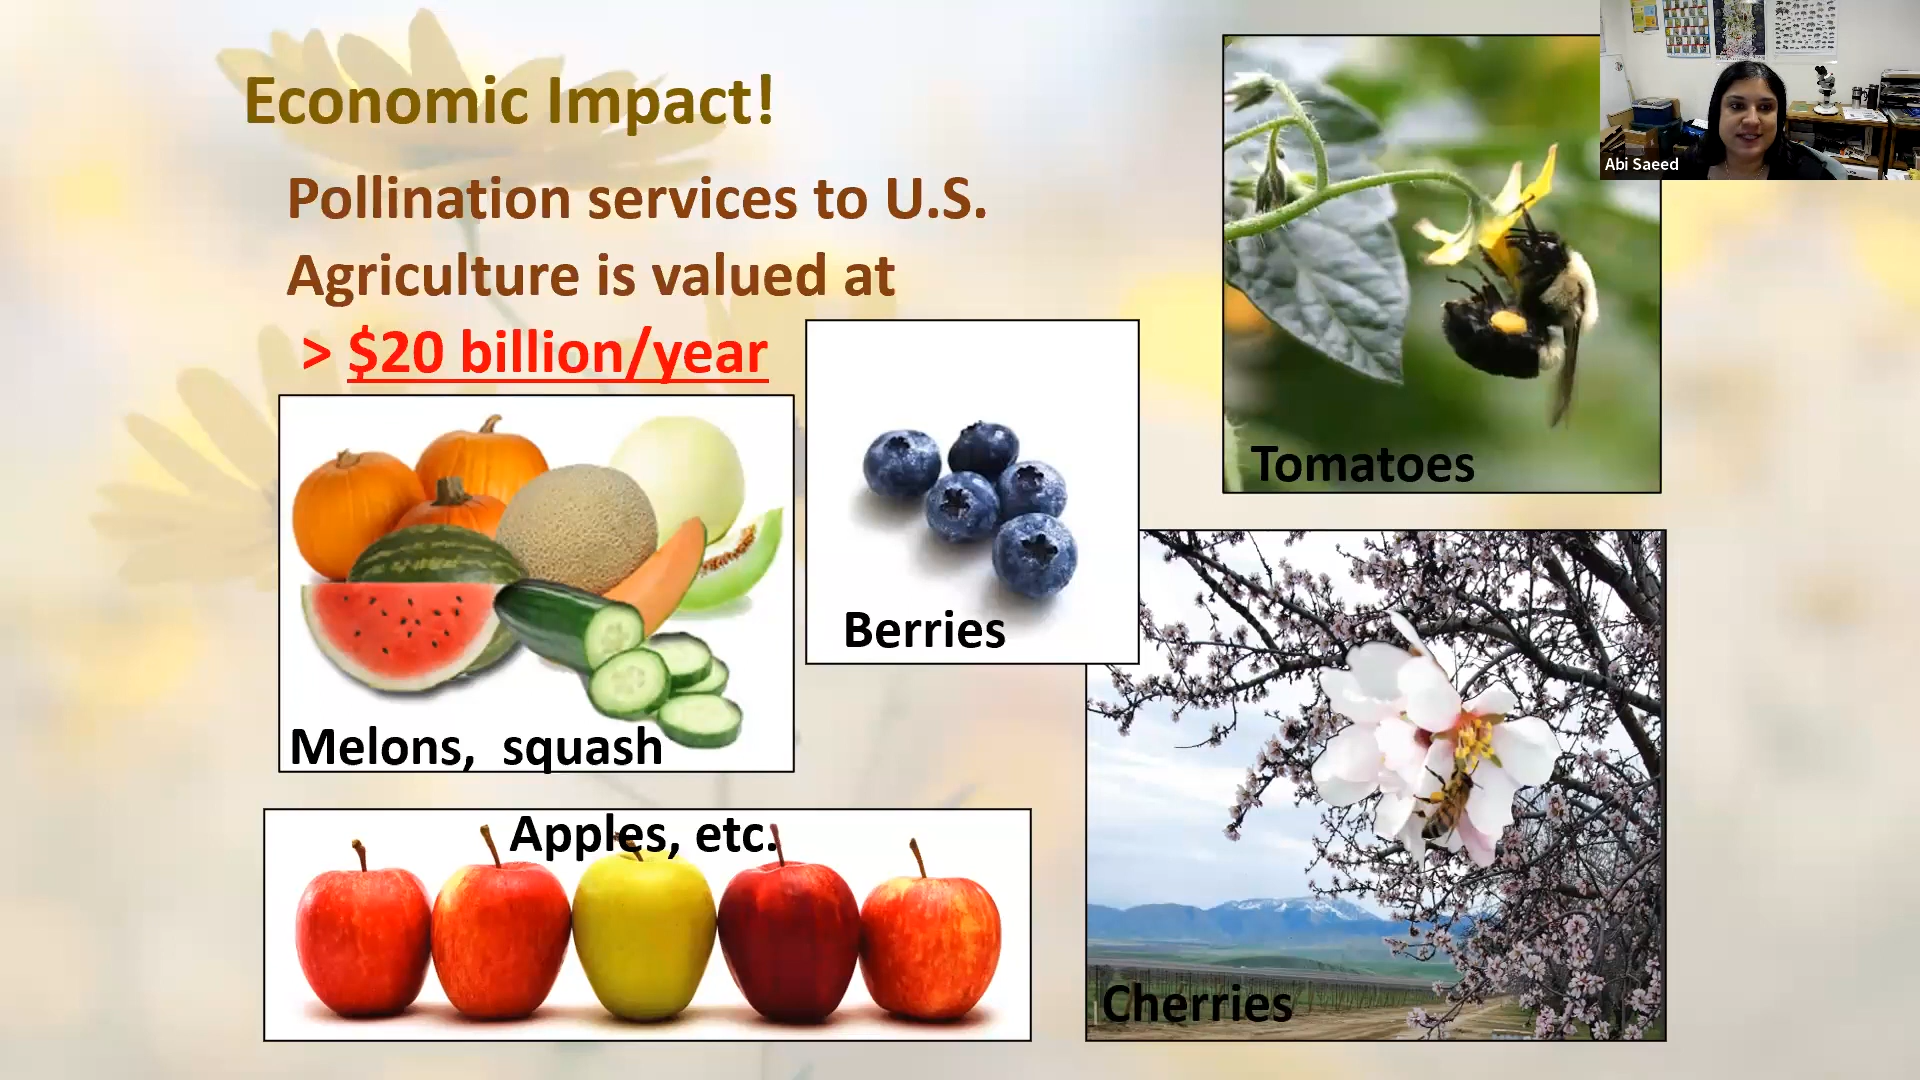 Economic Impact!
Pollination services to U.S.
Agriculture is valued at
> $20 billion/year
Abi Saeed
Tomatoes
Berries
Melons, squash
Apples, etc.
Cherries